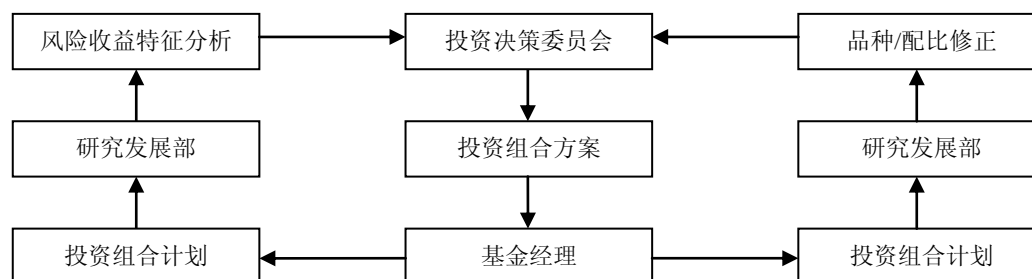 风险收益特征分析
投资决策委员会
品种/配比修正
研究发展部
投资组合方案
研究发展部
投资组合计划
基金经理
投资组合计划